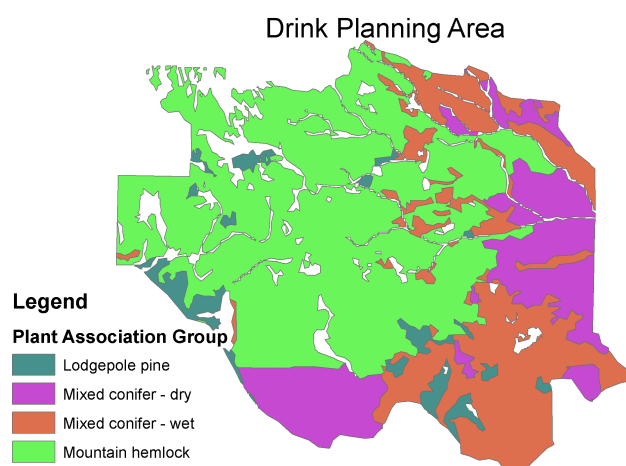 Drink Planning Area
Legend
Plant Association Group
Lodgepole pine
Mixed conifer - dry
Mixed conifer - wet
Mountain hemlock